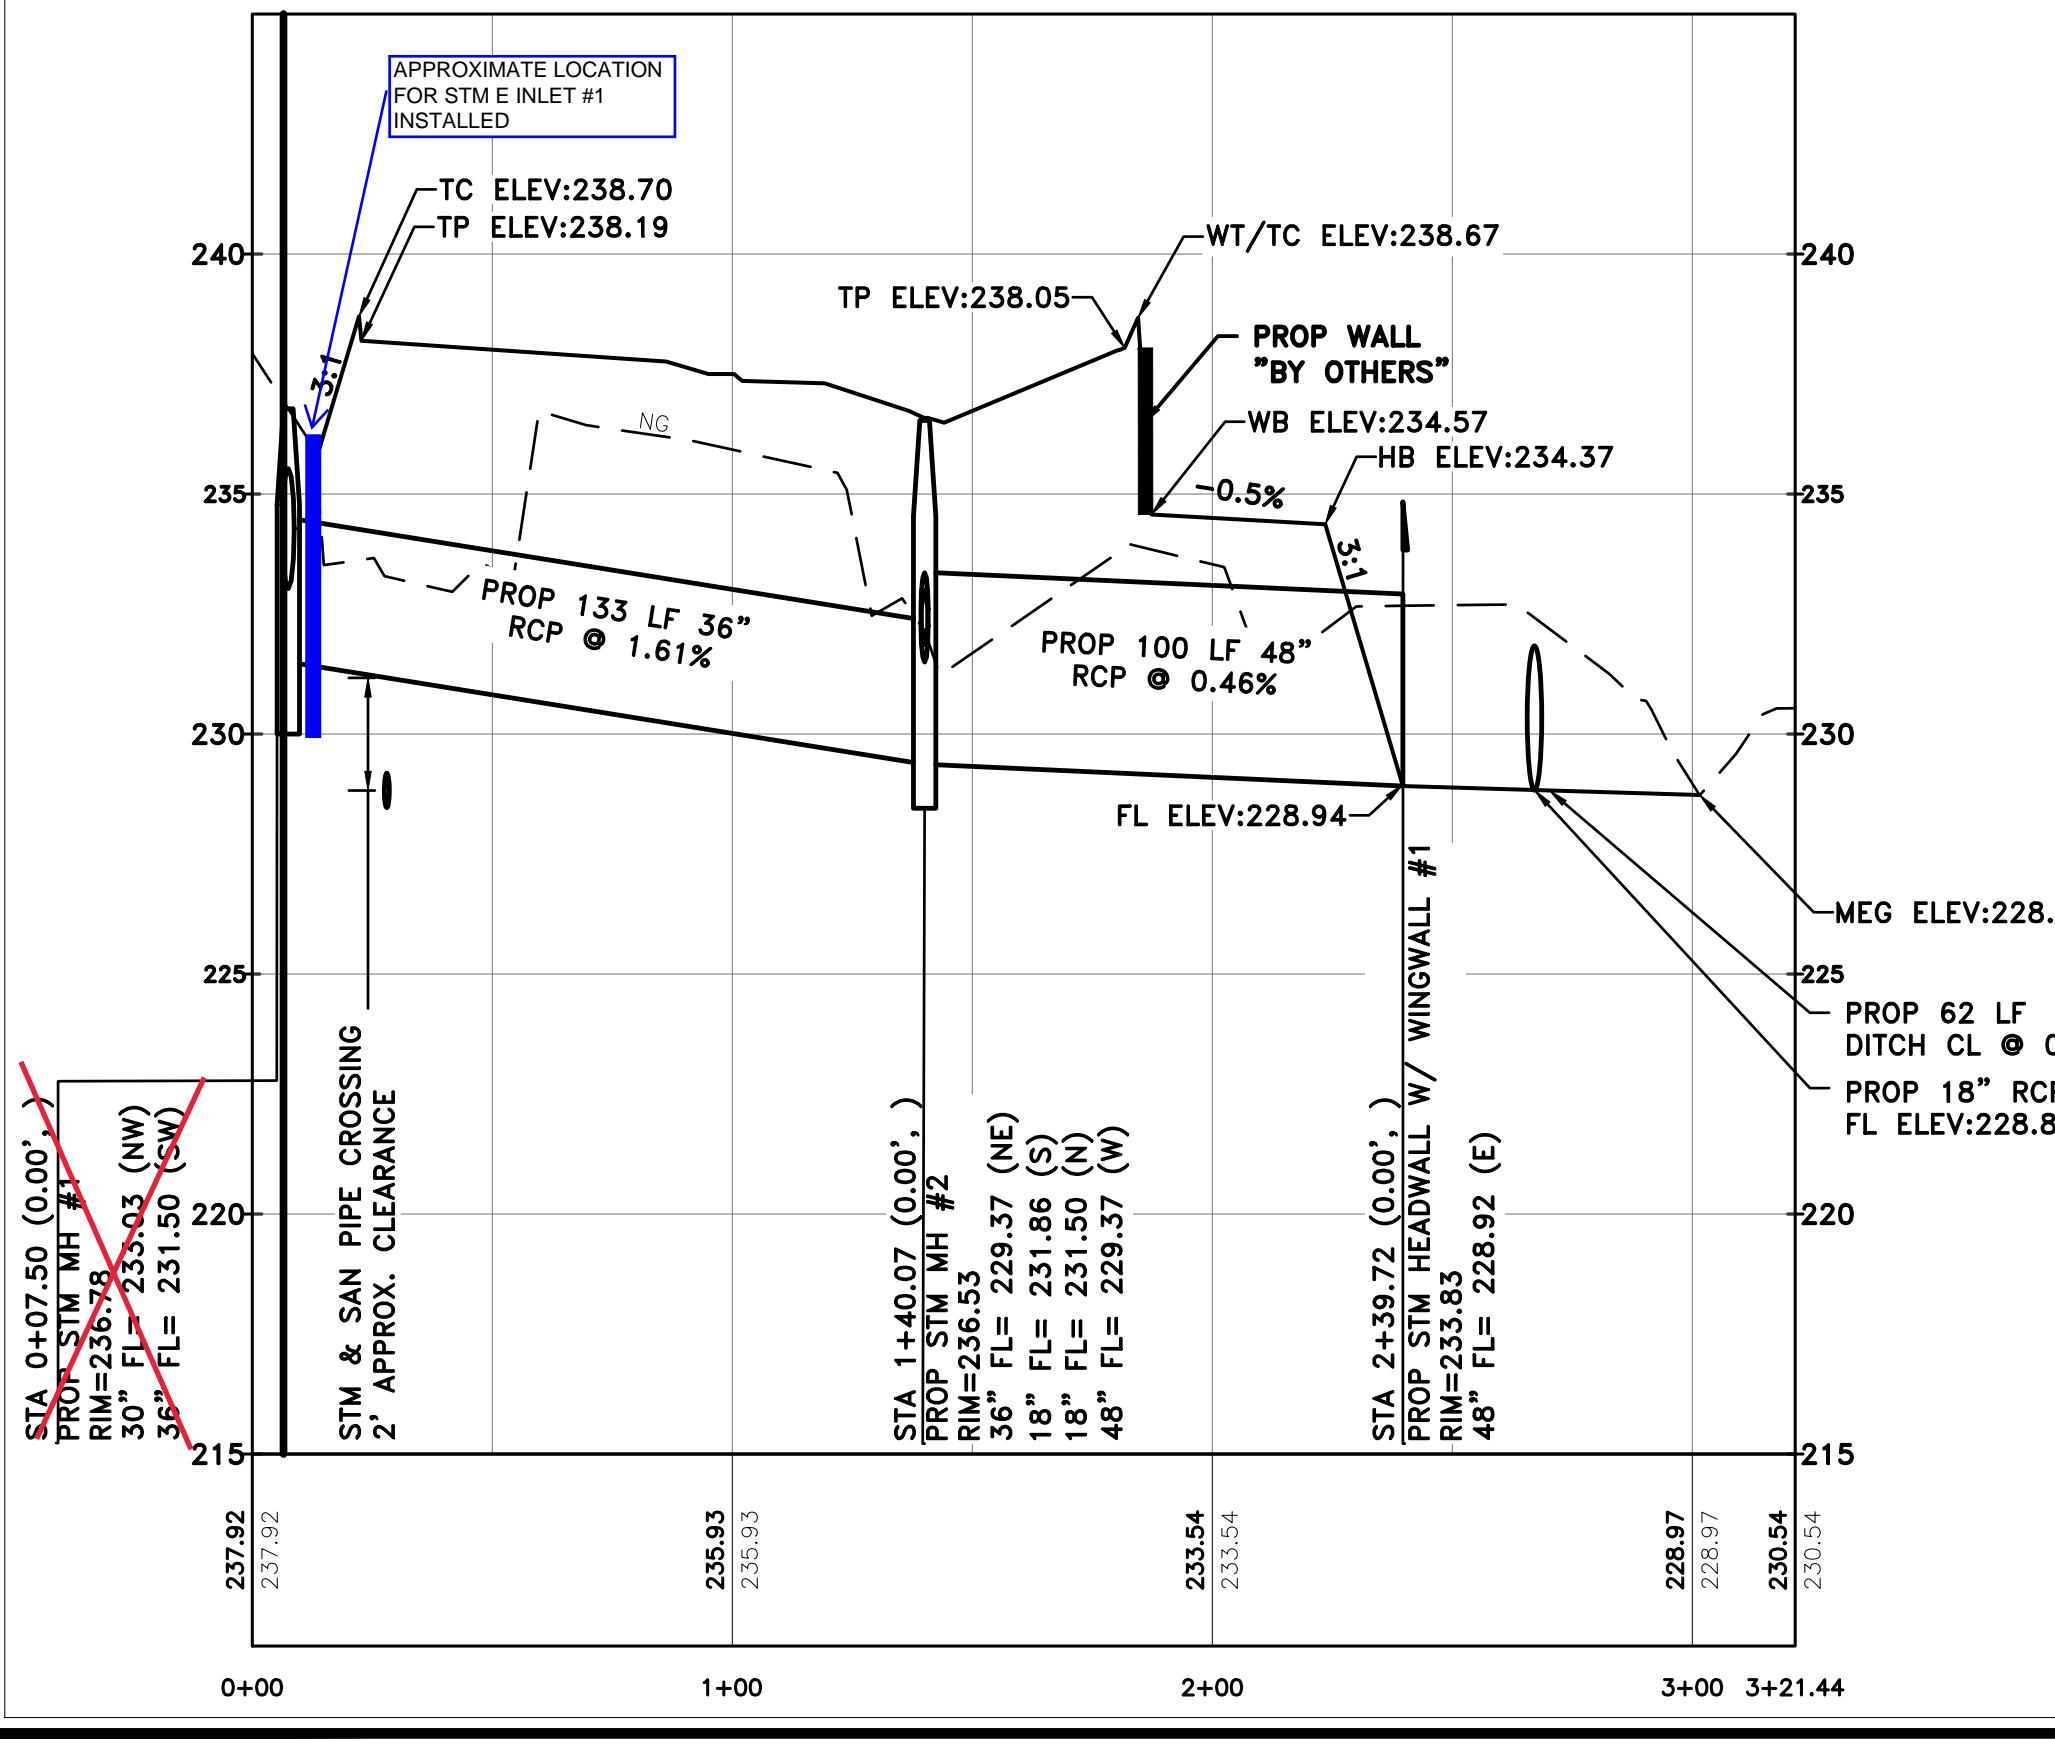 APPROXIMATE LOCATION
FOR STM E INLET #1
INSTALLED
TC ELEV:238.70
TP ELEV:238.19
WT/TC ELEV:238.67
TP ELEV:238.05
PROP WALL
"BY OTHERS"
WB ELEV:234.57
HB ELEV:234.37
-0.5%
3:1
3:1
NG
240
240
235
235
230
230
225
225
220
220
215
215
PROP 133 LF 36"
RCP @ 1.61%
PROP 100 LF 48"
RCP @ 0.46%
FL ELEV:228.94
MEG ELEV:228.
PROP 62 LF
DITCH CL @ 0
PROP 18" RCP
FL ELEV:228.8
STA 0+07.50 (0.00', )
PROP STM MH #1
RIM=236.78
30" FL= 233.03 (NW)
36" FL= 231.50 (SW)
STM & SAN PIPE CROSSING
2' APPROX. CLEARANCE
STA 1+40.07 (0.00', )
PROP STM MH #2
RIM=236.53
36" FL= 229.37 (NE)
18" FL= 231.86 (S)
18" FL= 231.50 (N)
48" FL= 229.37 (W)
STA 2+39.72 (0.00', )
PROP STM HEADWALL W/ WINGWALL #1
RIM=233.83
48" FL= 228.92 (E)
237.92
237.92
235.93
235.93
233.54
233.54
228.97
228.97
230.54
230.54
0+00
1+00
2+00
3+00
3+21.44